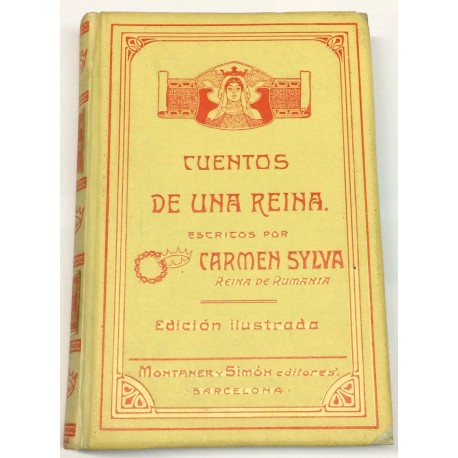 CUENTOS
DE UNA REINA.
ESCRITOS POR
CARMEN SYLVA
REINA DE RUMANIA
Edición ilustrada
MONTANER Y SIMÓN editores
·BARCELONA·